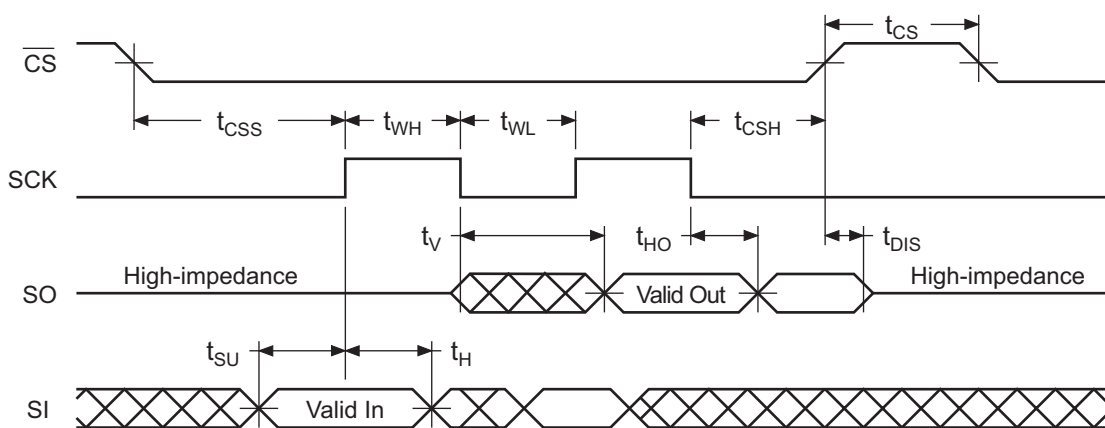 t_CS
C̅S̅
t_CSS t_WH t_WL t_CSH
SCK
t_V t_HO t_DIS
High-impedance High-impedance
SO Valid Out
t_SU t_H
SI Valid In